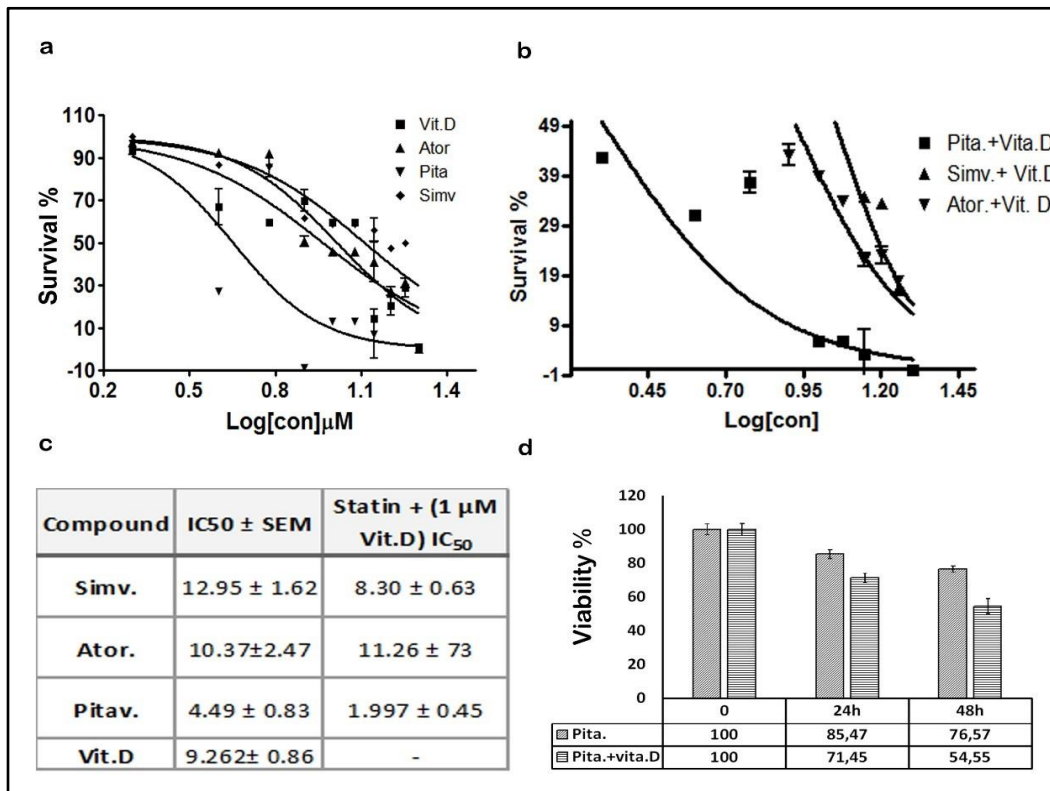 a
110
90
70
50
30
10
-10
Survival %
0.2
0.5
0.8
1.1
1.4
Log[con]µM
Vit.D
Ator
Pita
Simv
b
49
39
29
19
9
-1
Survival %
0.45
0.70
0.95
1.20
1.45
Log[con]
Pita.+Vita.D
Simv.+ Vit.D
Ator.+Vit. D
c
Compound IC50 ± SEM Statin + (1 µM
Vit.D) IC50
Simv. 12.95 ± 1.62 8.30 ± 0.63
Ator. 10.37±2.47 11.26 ± 73
Pitav. 4.49 ± 0.83 1.997 ± 0.45
Vit.D 9.262± 0.86 -
d
120
100
80
60
40
20
0
Viability %
0 24h 48h
Pita. 100 85,47 76,57
Pita.+vita.D 100 71,45 54,55